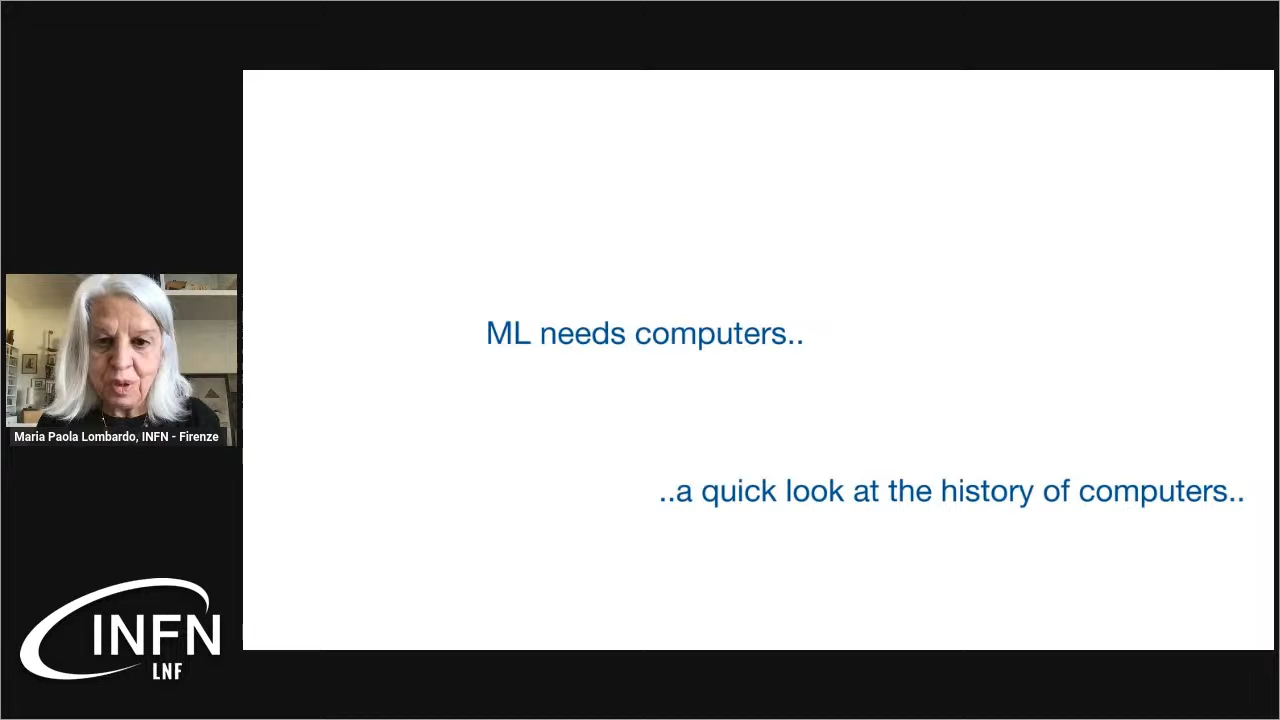 ML needs computers..
..a quick look at the history of computers..
Maria Paola Lombardo, INFN - Firenze
INFN
LNF